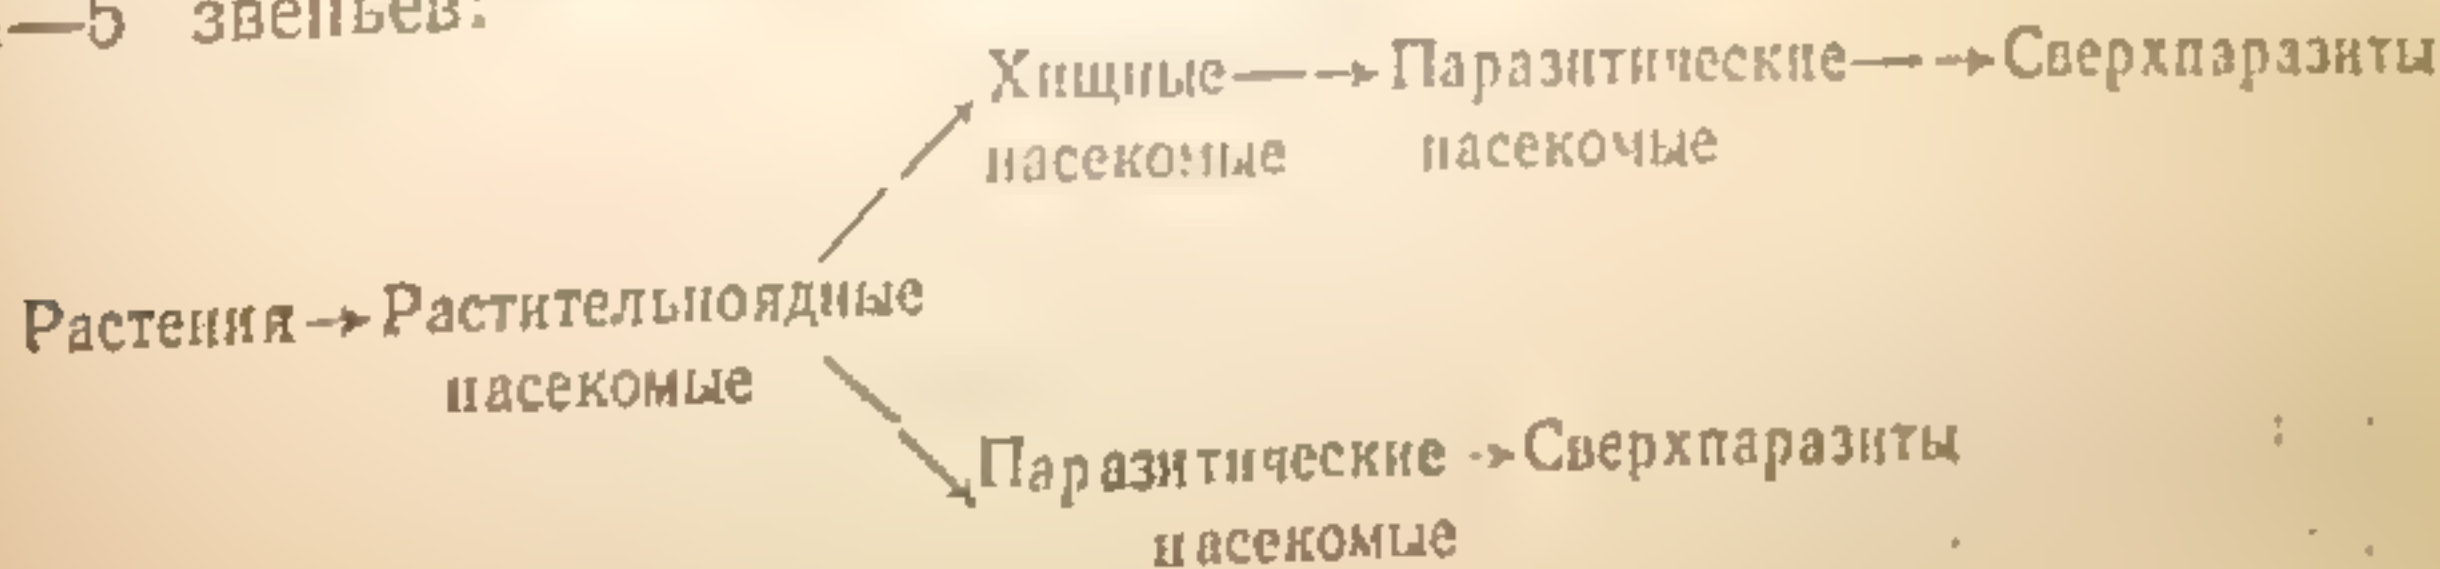 —5 звеньев:
Хищные — → Паразитические — → Сверхпаразиты
насекомые насекомые
Растения → Растительноядные
насекомые
Паразитические → Сверхпаразиты
насекомые